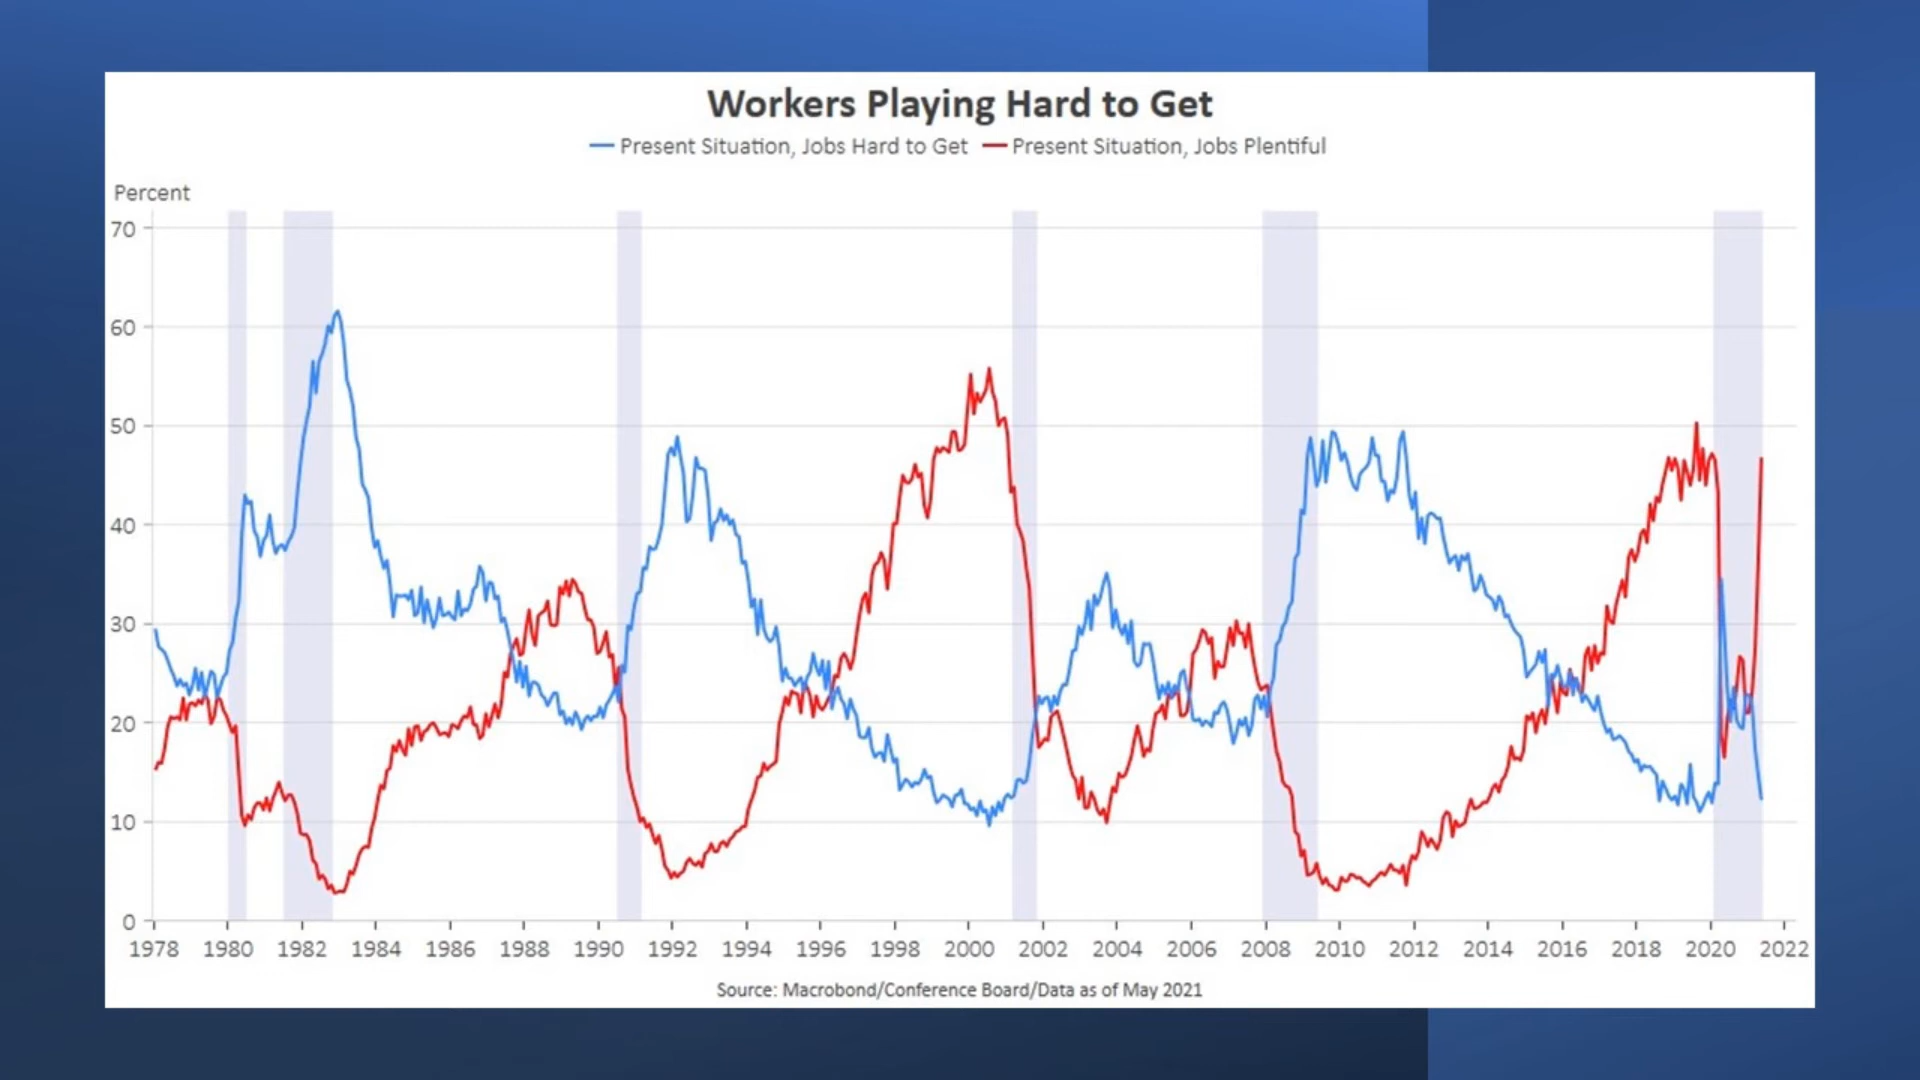 Workers Playing Hard to Get
Present Situation, Jobs Hard to Get Present Situation, Jobs Plentiful
Percent
70
60
50
40
30
20
10
0
1978 1980 1982 1984 1986 1988 1990 1992 1994 1996 1998 2000 2002 2004 2006 2008 2010 2012 2014 2016 2018 2020 2022
Source: Macrobond/Conference Board/Data as of May 2021